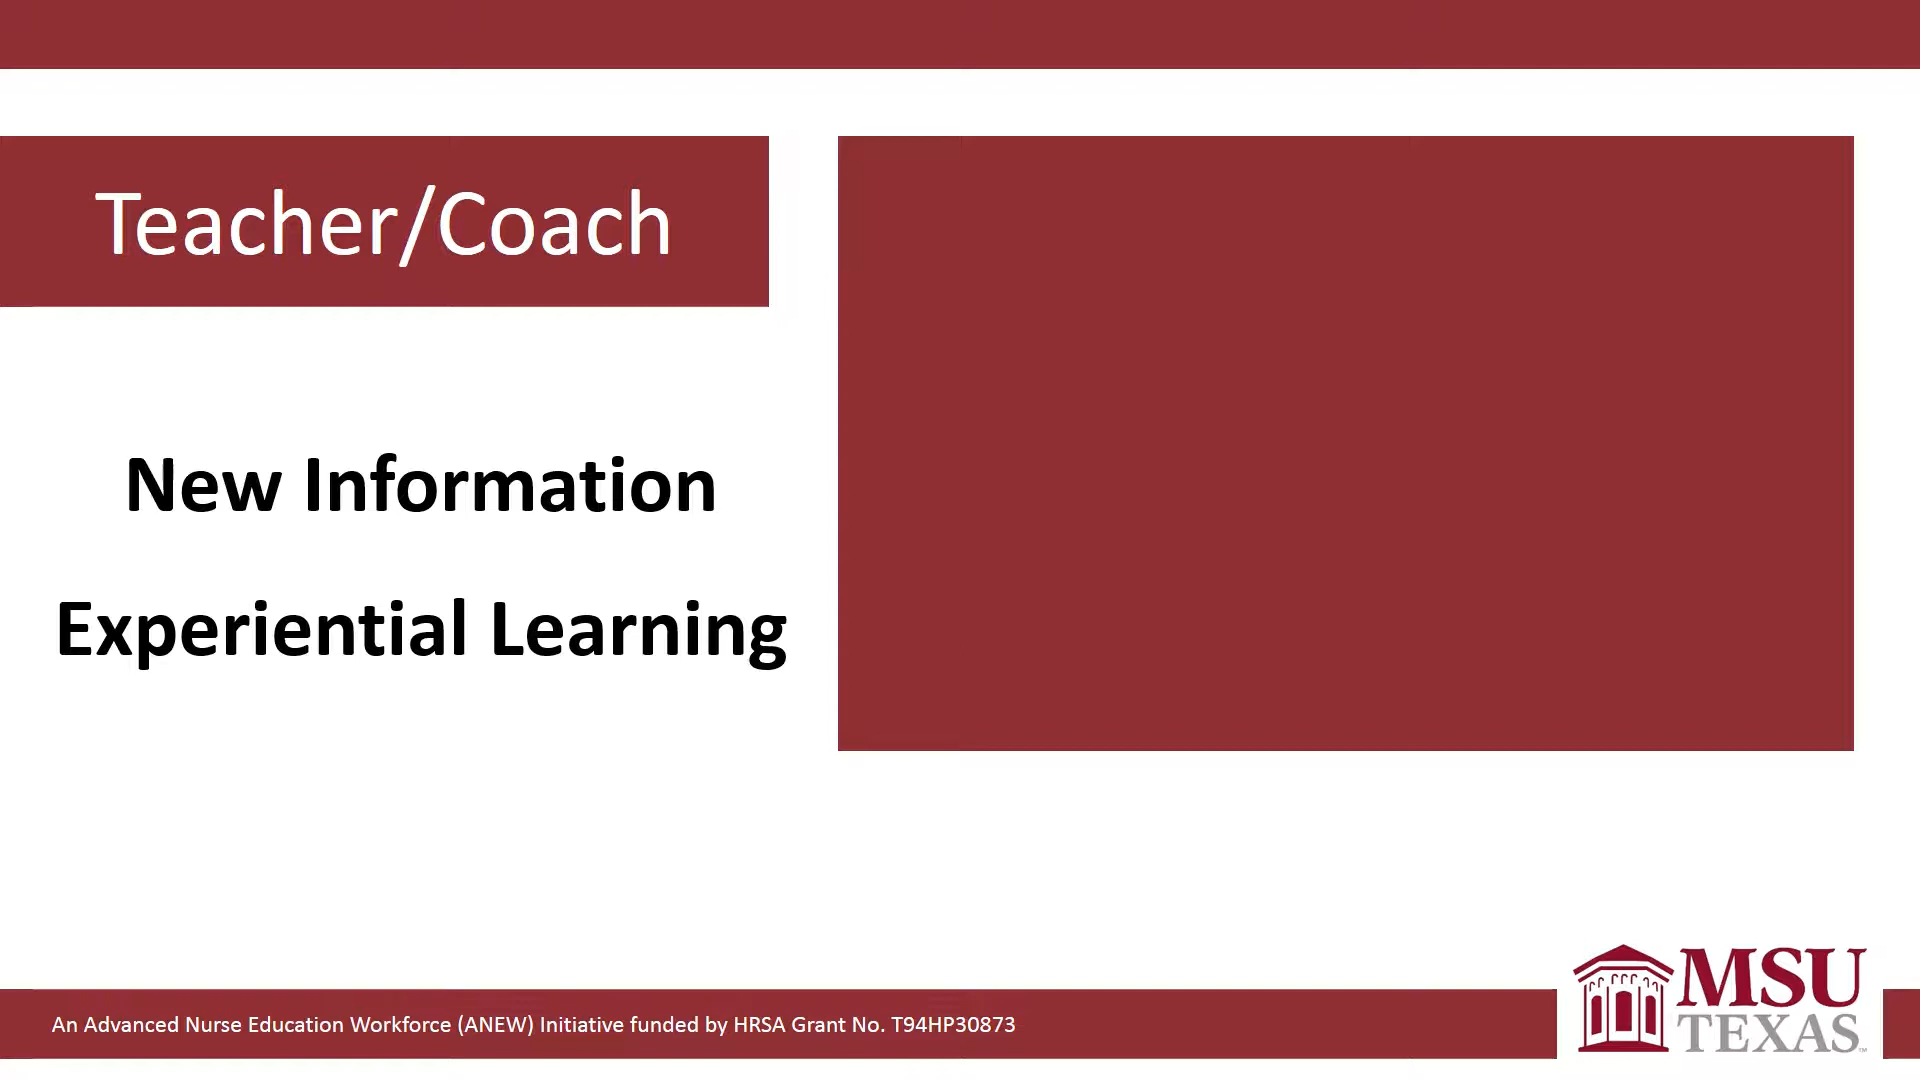 Teacher/Coach
New Information
Experiential Learning
An Advanced Nurse Education Workforce (ANEW) Initiative funded by HRSA Grant No. T94HP30873
MSU
TEXAS™